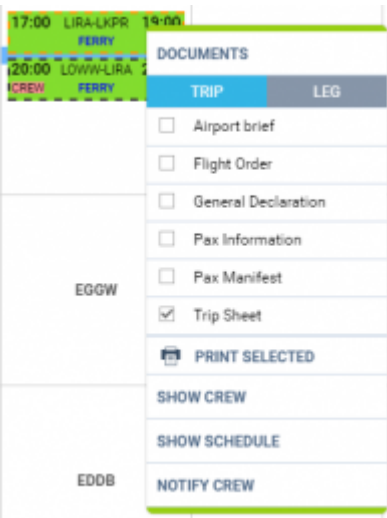 17:00 LIRA-LKPR 19:00
FERRY
20:00 LOWW-LIRA
CREW FERRY
DOCUMENTS
TRIP LEG
Airport brief
Flight Order
General Declaration
Pax Information
Pax Manifest
Trip Sheet
PRINT SELECTED
EGGW
SHOW CREW
SHOW SCHEDULE
EDDB
NOTIFY CREW